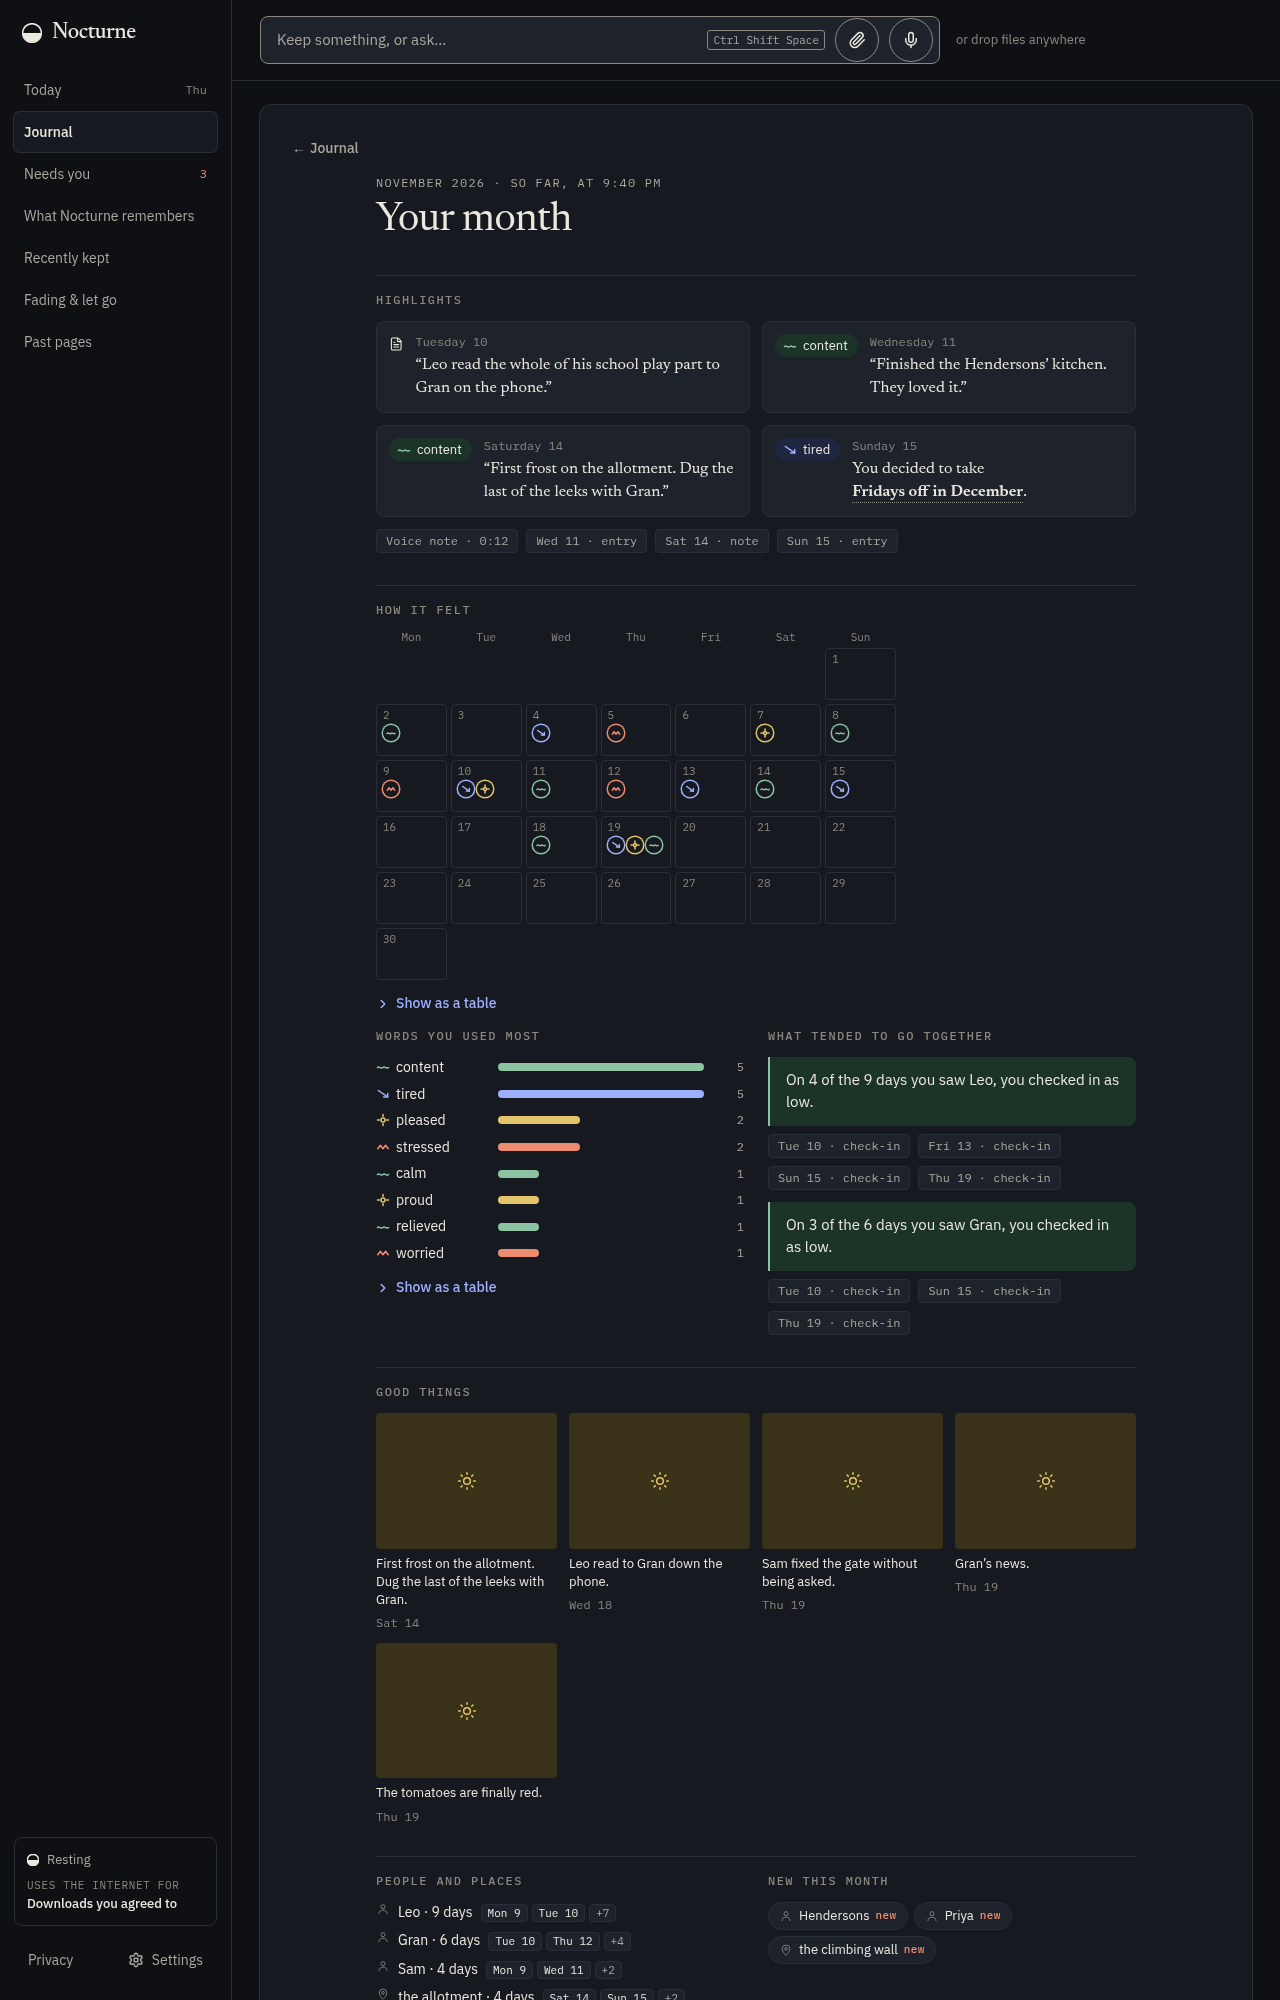 Nocturne
Keep something, or ask...
Ctrl Shift Space
or drop files anywhere
Today
Thu
Journal
Needs you
3
What Nocturne remembers
Recently kept
Fading & let go
Past pages
← Journal
NOVEMBER 2026 · SO FAR, AT 9:40 PM
Your month
HIGHLIGHTS
Tuesday 10
“Leo read the whole of his school play part to
Gran on the phone.”
content
Wednesday 11
“Finished the Hendersons’ kitchen.
They loved it.”
content
Saturday 14
“First frost on the allotment. Dug the
last of the leeks with Gran.”
tired
Sunday 15
You decided to take
Fridays off in December.
Voice note · 0:12
Wed 11 · entry
Sat 14 · note
Sun 15 · entry
HOW IT FELT
Mon Tue Wed Thu Fri Sat Sun
1
2 3 4 5 6 7 8
9 10 11 12 13 14 15
16 17 18 19 20 21 22
23 24 25 26 27 28 29
30
Show as a table
WORDS YOU USED MOST
content 5
tired 5
pleased 2
stressed 2
calm 1
proud 1
relieved 1
worried 1
Show as a table
WHAT TENDED TO GO TOGETHER
On 4 of the 9 days you saw Leo, you checked in as
low.
Tue 10 · check-in
Fri 13 · check-in
Sun 15 · check-in
Thu 19 · check-in
On 3 of the 6 days you saw Gran, you checked in
as low.
Tue 10 · check-in
Sun 15 · check-in
Thu 19 · check-in
GOOD THINGS
First frost on the allotment.
Dug the last of the leeks with
Gran.
Sat 14
Leo read to Gran down the
phone.
Wed 18
Sam fixed the gate without
being asked.
Thu 19
Gran’s news.
Thu 19
The tomatoes are finally red.
Thu 19
PEOPLE AND PLACES
Leo · 9 days Mon 9 Tue 10 +7
Gran · 6 days Tue 10 Thu 12 +4
Sam · 4 days Mon 9 Wed 11 +2
the allotment · 4 days Sat 14 Sun 15 +2
NEW THIS MONTH
Hendersons new
Priya new
the climbing wall new
Resting
USES THE INTERNET FOR
Downloads you agreed to
Privacy
Settings